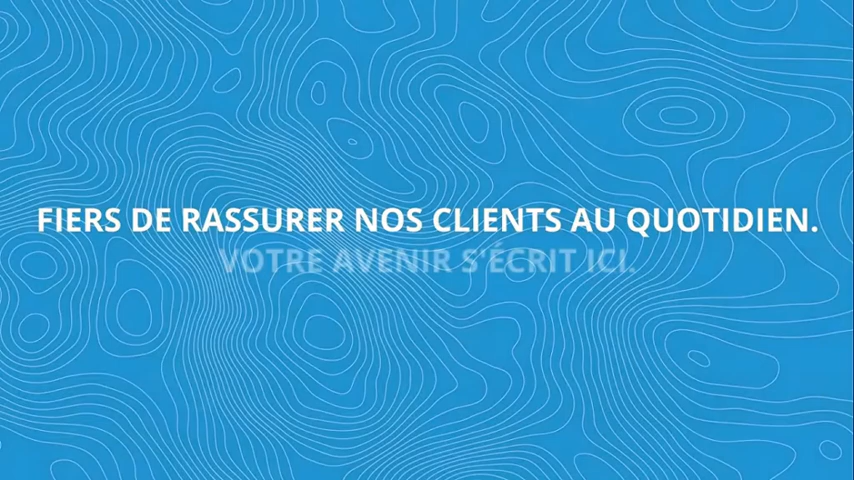 FIERS DE RASSURER NOS CLIENTS AU QUOTIDIEN.
VOTRE AVENIR S'ÉCRIT ICI.